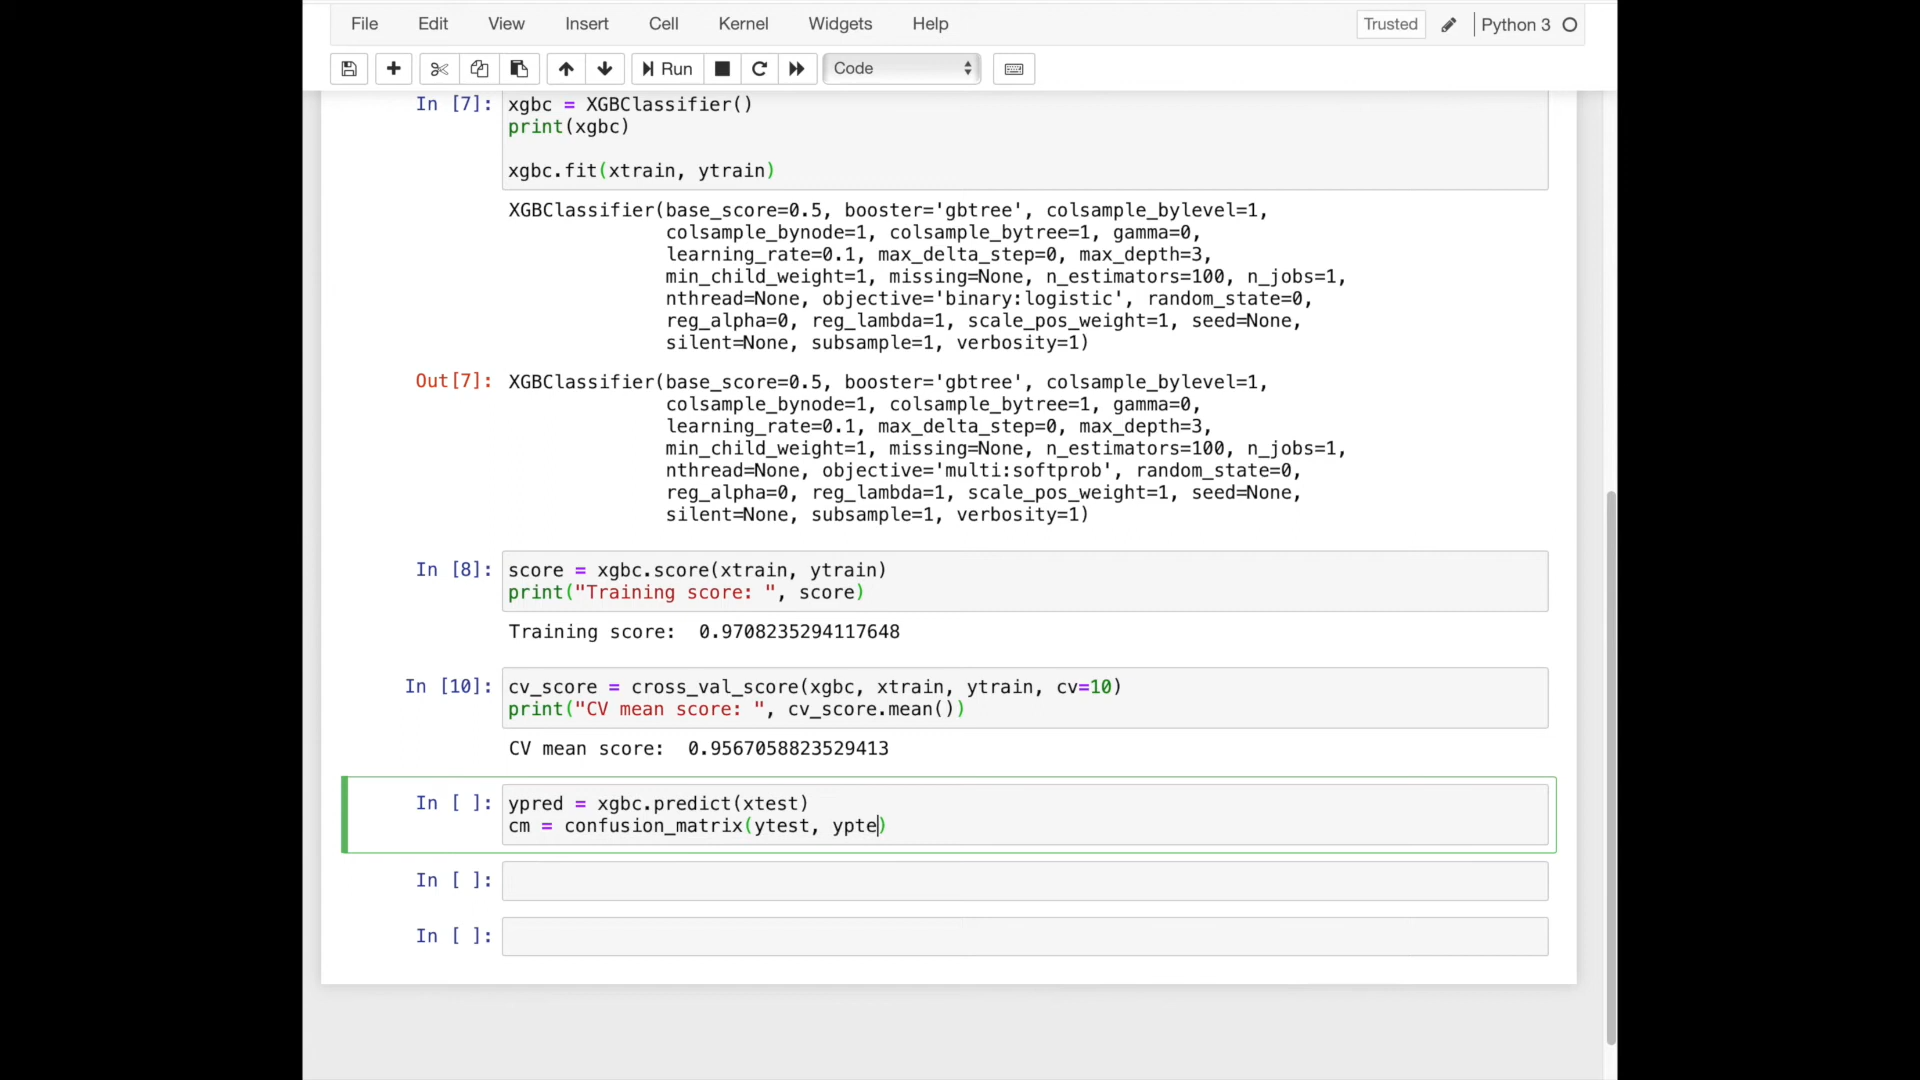 File Edit View Insert Cell Kernel Widgets Help Trusted Python 3
Run Code
In [7]: xgbc = XGBClassifier()
print(xgbc)
xgbc.fit(xtrain, ytrain)
XGBClassifier(base_score=0.5, booster='gbtree', colsample_bylevel=1,
colsample_bynode=1, colsample_bytree=1, gamma=0,
learning_rate=0.1, max_delta_step=0, max_depth=3,
min_child_weight=1, missing=None, n_estimators=100, n_jobs=1,
nthread=None, objective='binary:logistic', random_state=0,
reg_alpha=0, reg_lambda=1, scale_pos_weight=1, seed=None,
silent=None, subsample=1, verbosity=1)
Out[7]: XGBClassifier(base_score=0.5, booster='gbtree', colsample_bylevel=1,
colsample_bynode=1, colsample_bytree=1, gamma=0,
learning_rate=0.1, max_delta_step=0, max_depth=3,
min_child_weight=1, missing=None, n_estimators=100, n_jobs=1,
nthread=None, objective='multi:softprob', random_state=0,
reg_alpha=0, reg_lambda=1, scale_pos_weight=1, seed=None,
silent=None, subsample=1, verbosity=1)
In [8]: score = xgbc.score(xtrain, ytrain)
print("Training score: ", score)
Training score:  0.9708235294117648
In [10]: cv_score = cross_val_score(xgbc, xtrain, ytrain, cv=10)
print("CV mean score: ", cv_score.mean())
CV mean score:  0.9567058823529413
In [ ]: ypred = xgbc.predict(xtest)
cm = confusion_matrix(ytest, ypte)
In [ ]:
In [ ]: